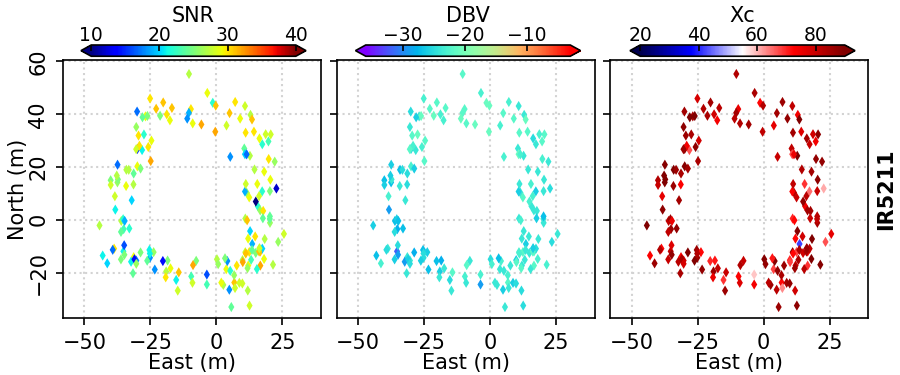 SNR DBV Xc
10 20 30 40 −30 −20 −10 20 40 60 80
60
40
20
0
−20
North (m)
−50 −25 0 25 −50 −25 0 25 −50 −25 0 25
East (m) East (m) East (m)
IR5211